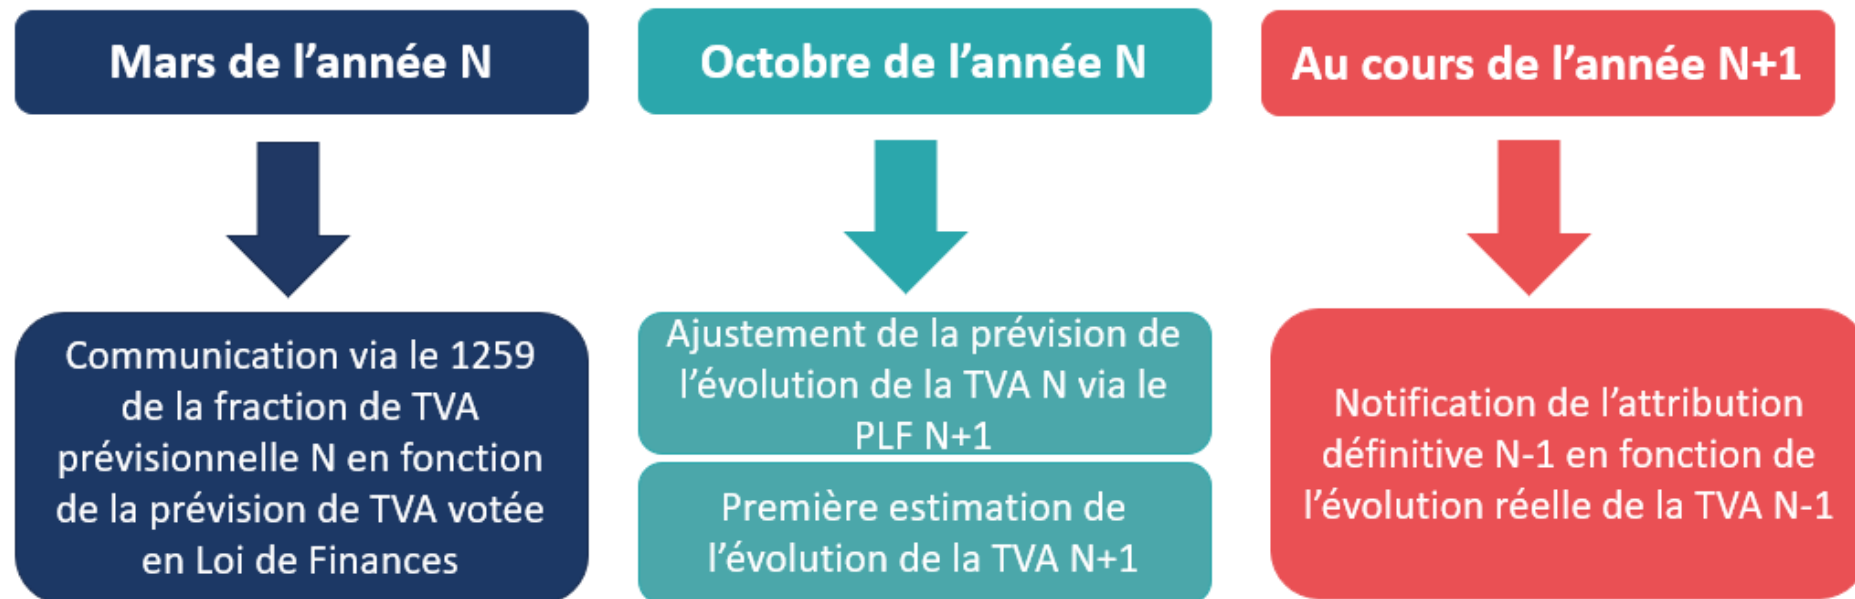 Mars de l’année N
Octobre de l’année N
Au cours de l’année N+1
Communication via le 1259
de la fraction de TVA
prévisionnelle N en fonction
de la prévision de TVA votée
en Loi de Finances
Ajustement de la prévision de
l’évolution de la TVA N via le
PLF N+1
Première estimation de
l’évolution de la TVA N+1
Notification de l’attribution
définitive N-1 en fonction de
l’évolution réelle de la TVA N-1